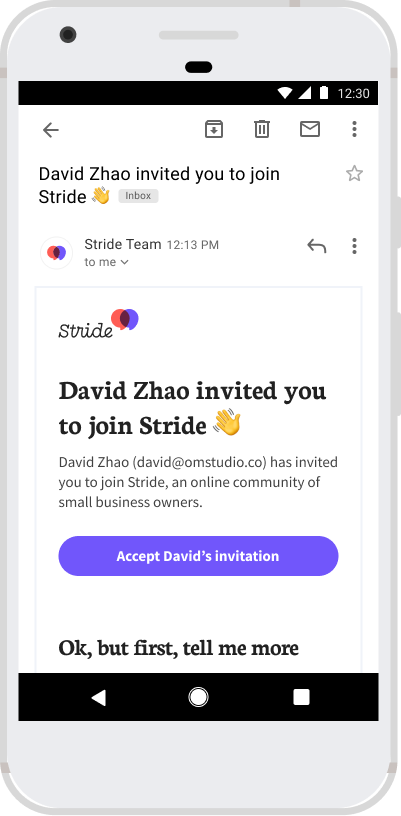 12:30
David Zhao invited you to join
Stride 👋 Inbox
Stride Team 12:13 PM
to me
Stride
David Zhao invited you
to join Stride 👋
David Zhao (david@omstudio.co) has invited
you to join Stride, an online community of
small business owners.
Accept David’s invitation
Ok, but first, tell me more